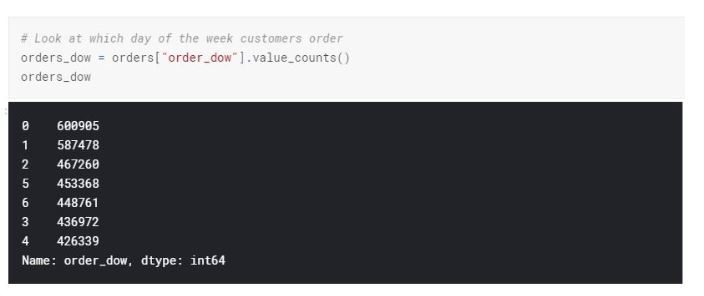 # Look at which day of the week customers order
orders_dow = orders["order_dow"].value_counts()
orders_dow
0    600905
1    587478
2    467260
5    453368
6    448761
3    436972
4    426339
Name: order_dow, dtype: int64